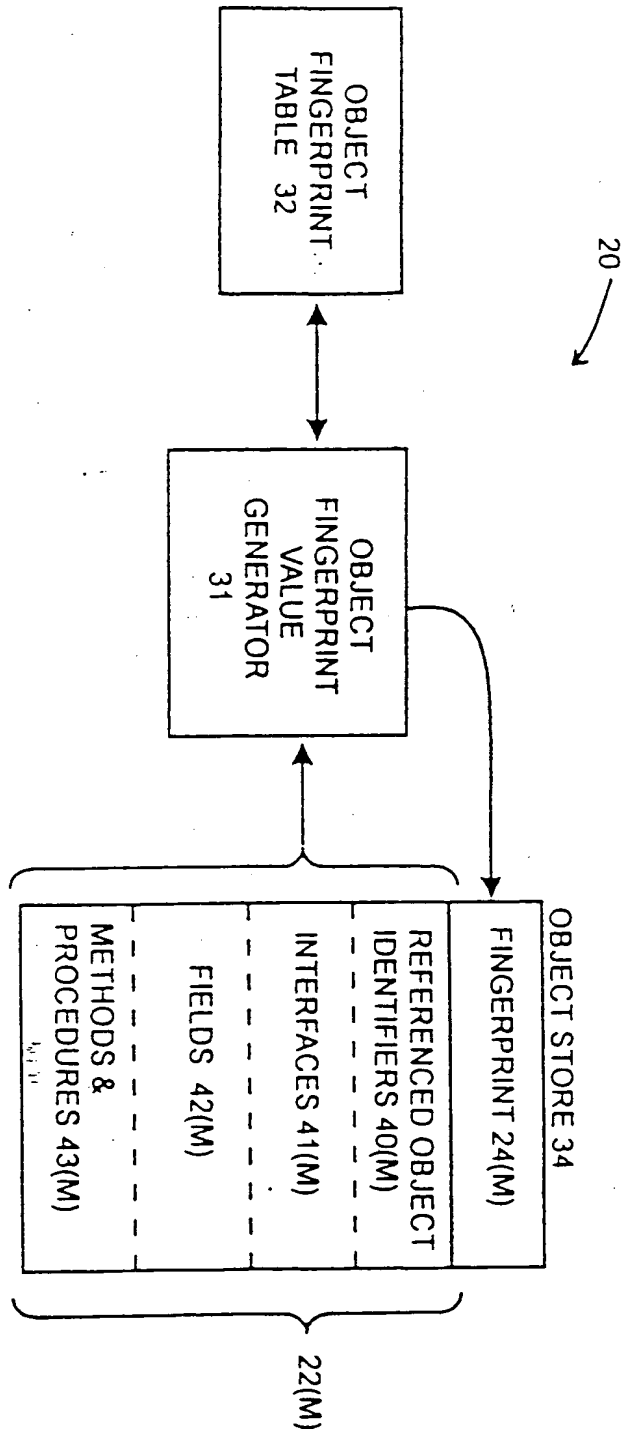 20
OBJECT
FINGERPRINT
TABLE 32
OBJECT
FINGERPRINT
VALUE
GENERATOR
31
OBJECT STORE 34
FINGERPRINT 24(M)
REFERENCED OBJECT
IDENTIFIERS 40(M)
INTERFACES 41(M)
FIELDS 42(M)
METHODS &
PROCEDURES 43(M)
22(M)